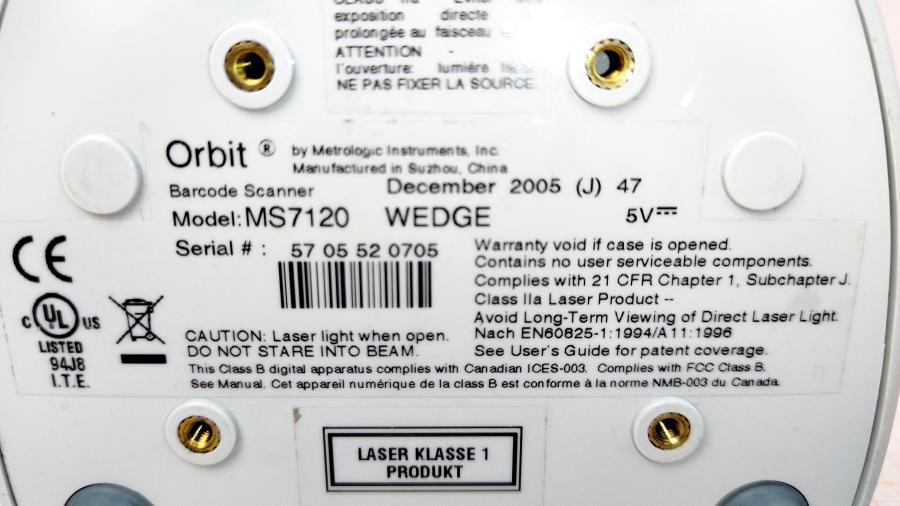 exposition directe
prolongée au faisceau
ATTENTION -
l'ouverture: lumière
NE PAS FIXER LA SOURCE.
Orbit ® by Metrologic Instruments, Inc.
Manufactured in Suzhou, China
Barcode Scanner December 2005 (J) 47
Model: MS7120 WEDGE 5V
Serial # : 57 05 52 0705
Warranty void if case is opened.
Contains no user serviceable components.
Complies with 21 CFR Chapter 1, Subchapter J.
Class IIa Laser Product --
Avoid Long-Term Viewing of Direct Laser Light.
Nach EN60825-1:1994/A11:1996
See User's Guide for patent coverage.
CE
C UL US
LISTED
94J8
I.T.E.
CAUTION: Laser light when open.
DO NOT STARE INTO BEAM.
This Class B digital apparatus complies with Canadian ICES-003. Complies with FCC Class B.
See Manual. Cet appareil numérique de la class B est conforme à la norme NMB-003 du Canada.
LASER KLASSE 1
PRODUKT